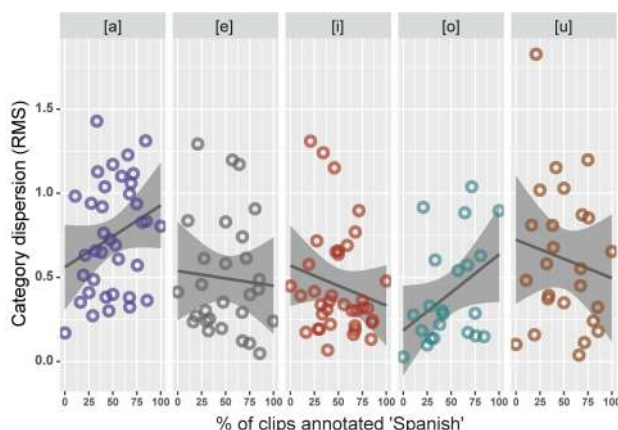 [a] [e] [i] [o] [u]
Category dispersion (RMS)
1.5
1.0
0.5
0.0
0 25 50 75 100 0 25 50 75 100 0 25 50 75 100 0 25 50 75 100 0 25 50 75 100
% of clips annotated 'Spanish'